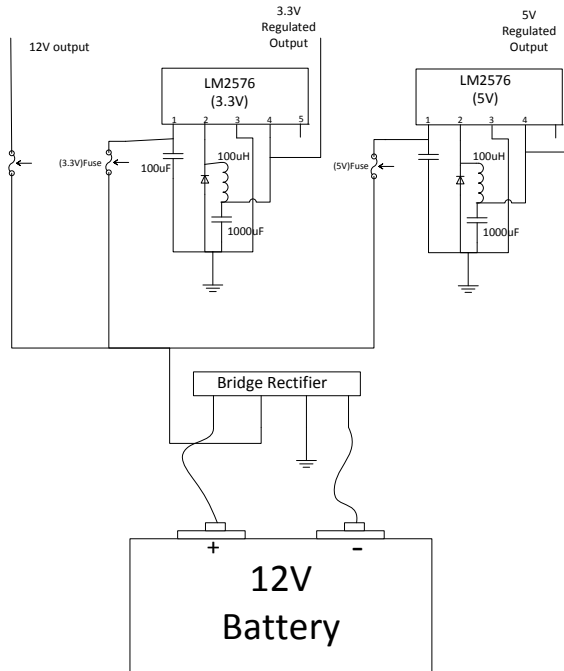 3.3V
Regulated
Output
5V
Regulated
Output
12V output
LM2576
(3.3V)
1 2 3 4 5
LM2576
(5V)
1 2 3 4
(3.3V)Fuse
100uF
100uH
1000uF
(5V)Fuse
100uH
1000uF
Bridge Rectifier
+ -
12V
Battery